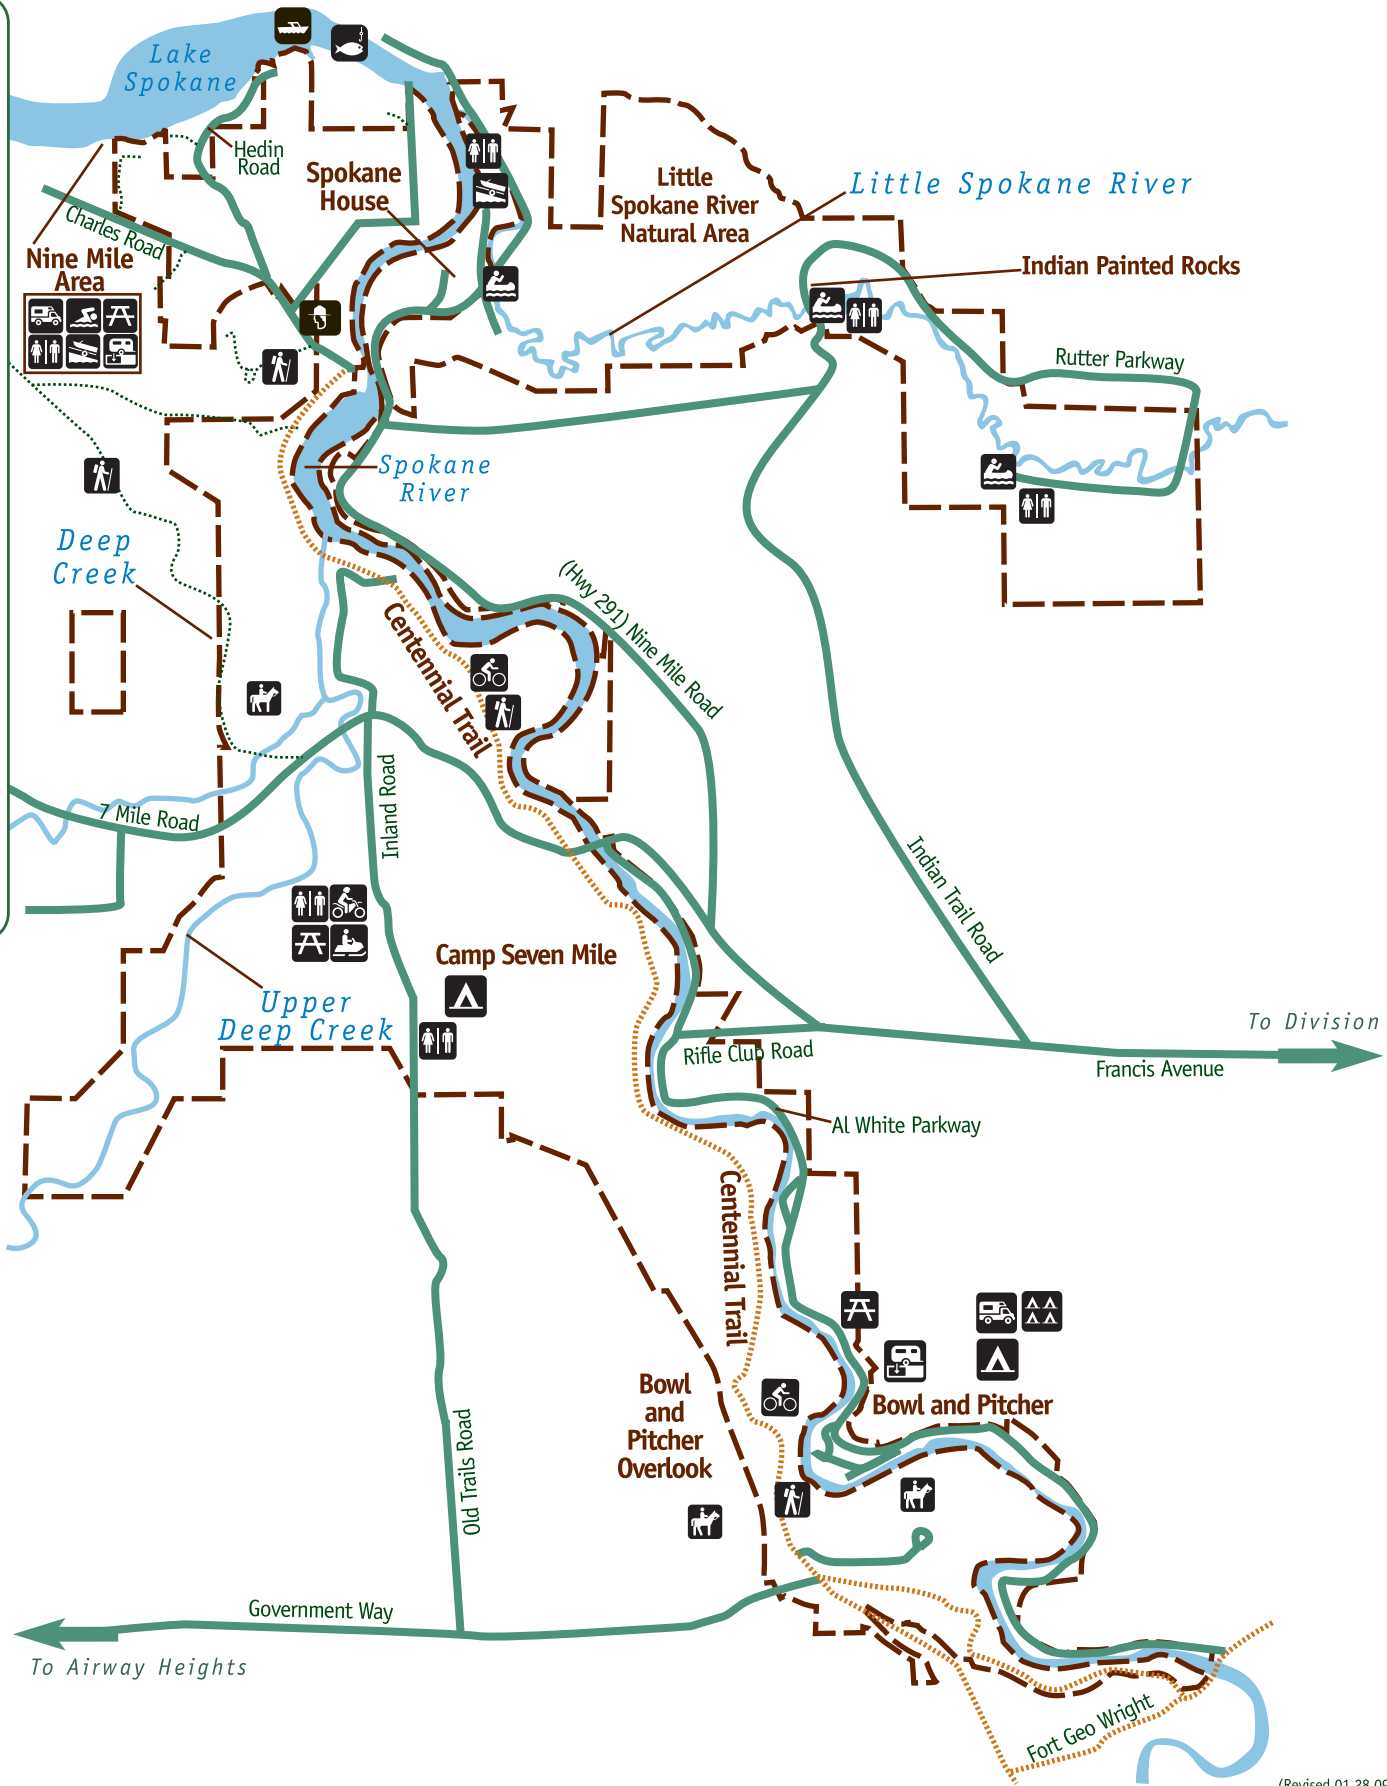 Lake
Spokane
Hedin
Road
Spokane
House
Little
Spokane River
Natural Area
Little Spokane River
Charles Road
Nine Mile
Area
Indian Painted Rocks
Rutter Parkway
Spokane
River
Deep
Creek
(Hwy 291) Nine Mile Road
Centennial Trail
7 Mile Road
Inland Road
Indian Trail Road
Camp Seven Mile
Upper
Deep Creek
To Division
Rifle Club Road
Francis Avenue
Al White Parkway
Centennial Trail
Bowl
and
Pitcher
Overlook
Bowl and Pitcher
Old Trails Road
Government Way
To Airway Heights
Fort Geo Wright
(Revised 01.28.09